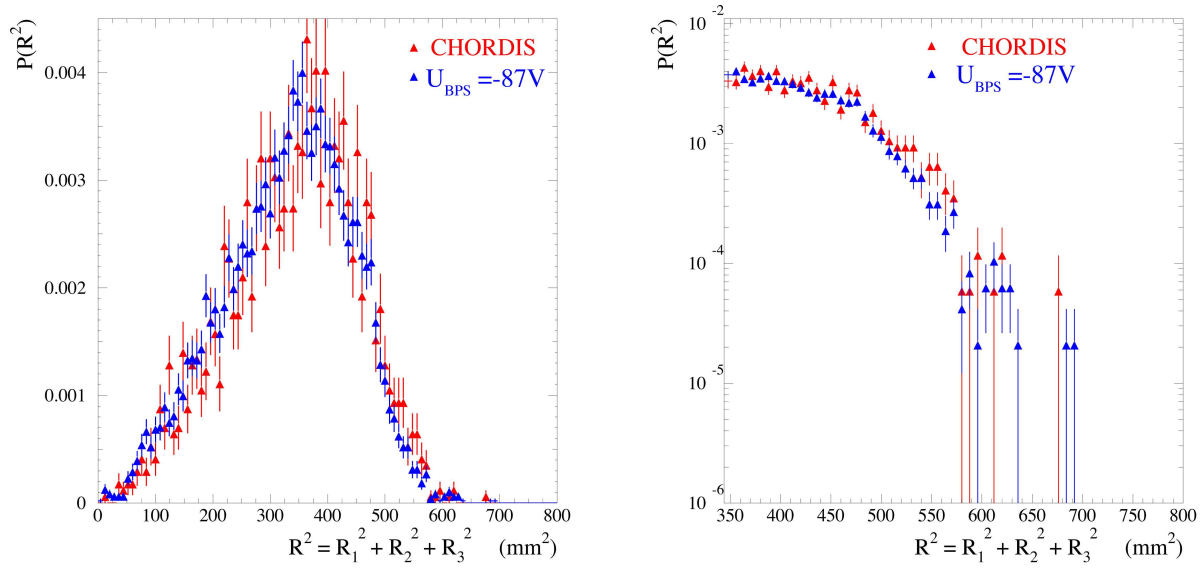 P(R²)
CHORDIS
U_BPS =-87V
0.004
0.003
0.002
0.001
0
0 100 200 300 400 500 600 700 800
R² = R₁² + R₂² + R₃² (mm²)
P(R²)
10⁻²
CHORDIS
U_BPS =-87V
10⁻³
10⁻⁴
10⁻⁵
10⁻⁶
350 400 450 500 550 600 650 700 750 800
R² = R₁² + R₂² + R₃² (mm²)